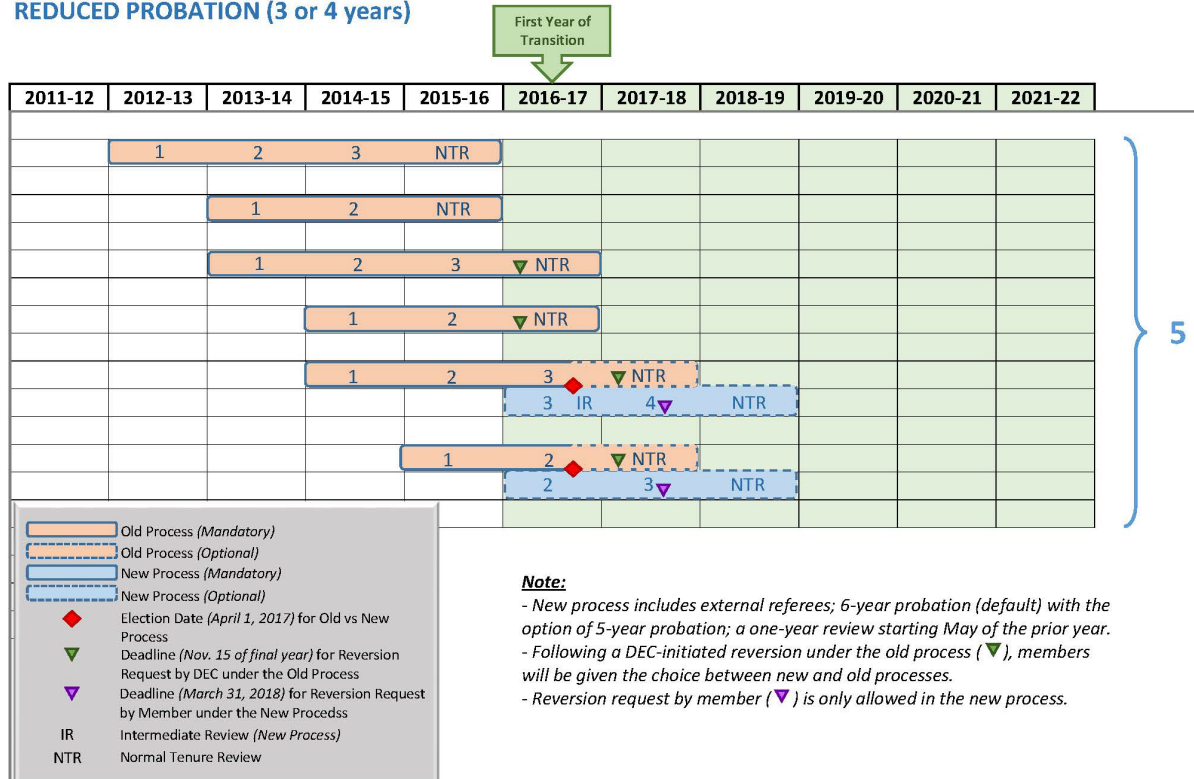 REDUCED PROBATION (3 or 4 years)
First Year of
Transition
2011-12 2012-13 2013-14 2014-15 2015-16 2016-17 2017-18 2018-19 2019-20 2020-21 2021-22
1 2 3 NTR
1 2 NTR
1 2 3 NTR
1 2 NTR
1 2 3 NTR
3 IR 4 NTR
1 2 NTR
2 3 NTR
5
Old Process (Mandatory)
Old Process (Optional)
New Process (Mandatory)
New Process (Optional)
Election Date (April 1, 2017) for Old vs New
Process
Deadline (Nov. 15 of final year) for Reversion
Request by DEC under the Old Process
Deadline (March 31, 2018) for Reversion Request
by Member under the New Procedss
IR Intermediate Review (New Process)
NTR Normal Tenure Review
Note:
- New process includes external referees; 6-year probation (default) with the
option of 5-year probation; a one-year review starting May of the prior year.
- Following a DEC-initiated reversion under the old process ( ), members
will be given the choice between new and old processes.
- Reversion request by member ( ) is only allowed in the new process.